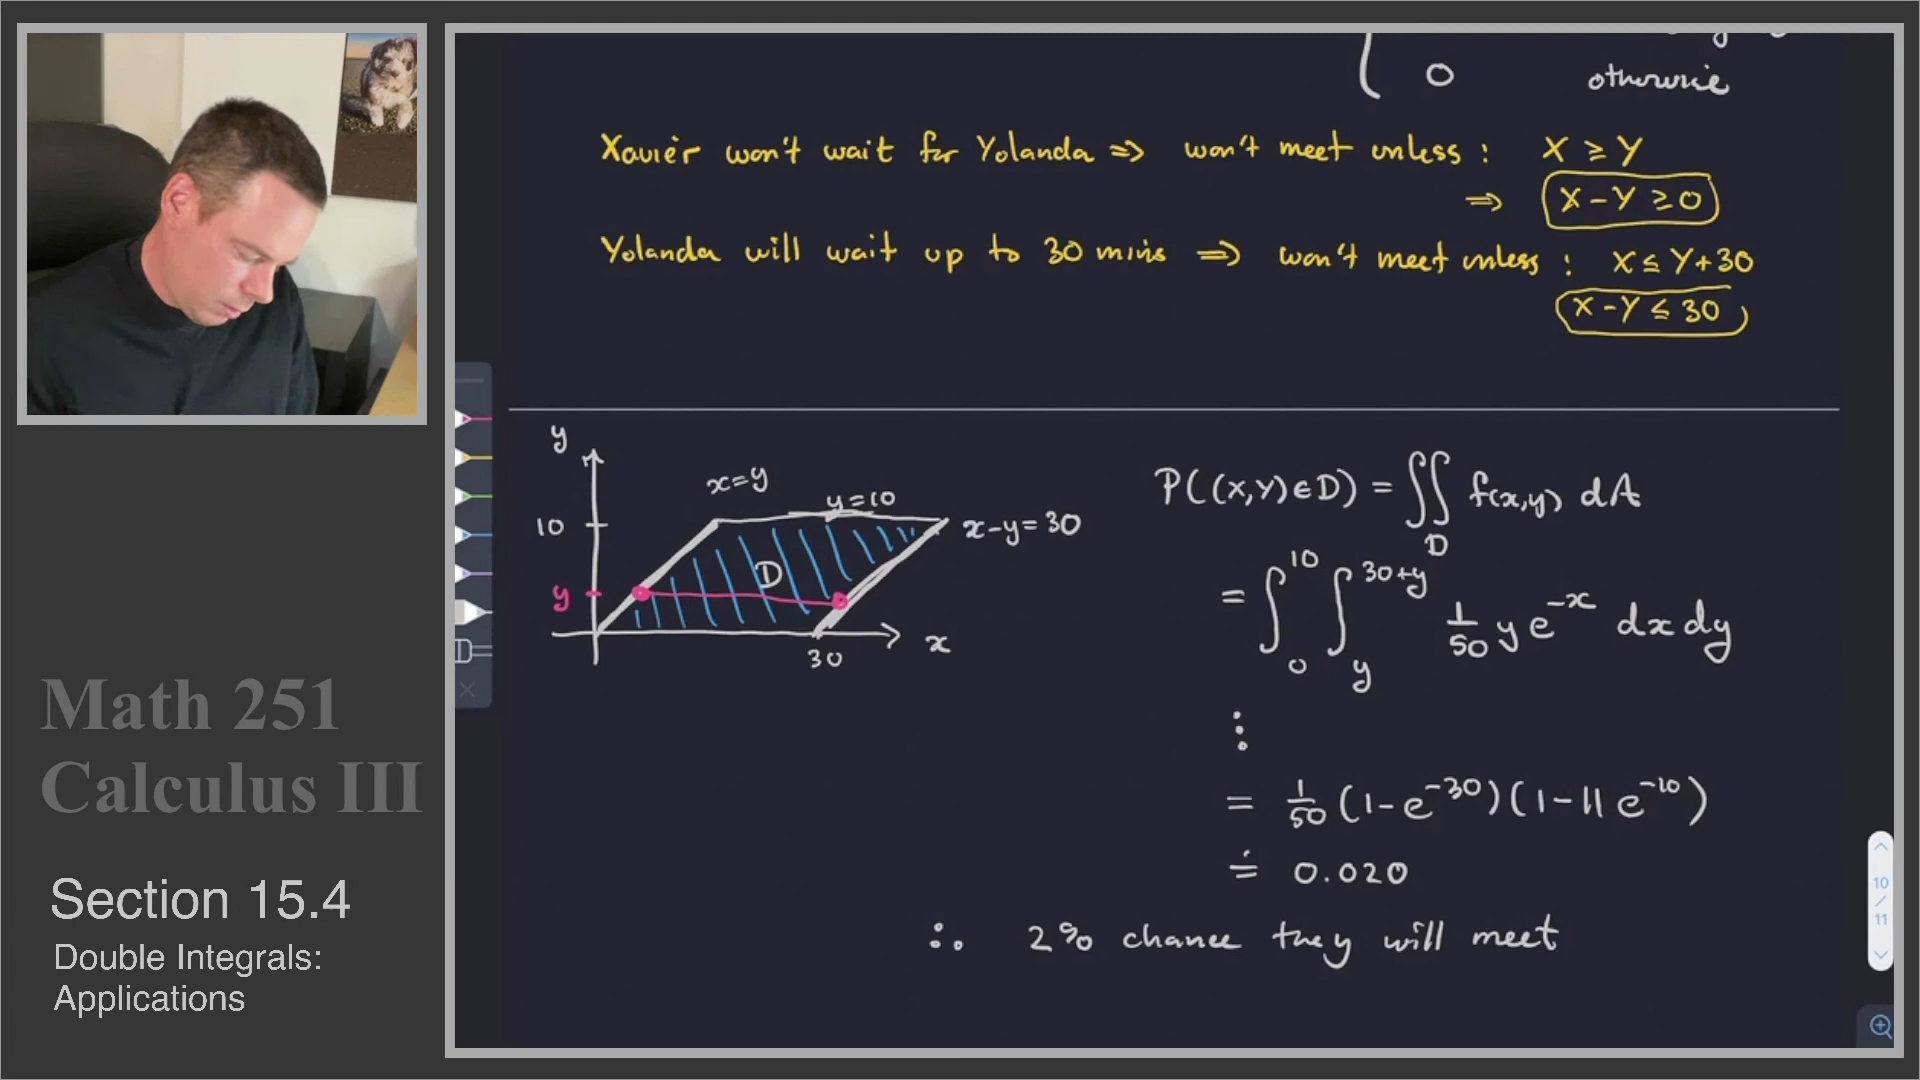 0 otherwise
Xavier won't wait for Yolanda ⇒ won't meet unless : X ≥ Y
⇒ X - Y ≥ 0
Yolanda will wait up to 30 mins ⇒ won't meet unless : X ≤ Y+30
X - Y ≤ 30
y
x=y
y=10
10
x-y=30
D
y
30
x
P((X,Y)∈D) = ∬_D f(x,y) dA
= ∫_0^10 ∫_y^{30+y} 1/50 y e^{-x} dx dy
⋮
= 1/50 (1-e^{-30})(1-11e^{-10})
≐ 0.020
∴ 2% chance they will meet
Math 251
Calculus III
Section 15.4
Double Integrals:
Applications
10
/
11